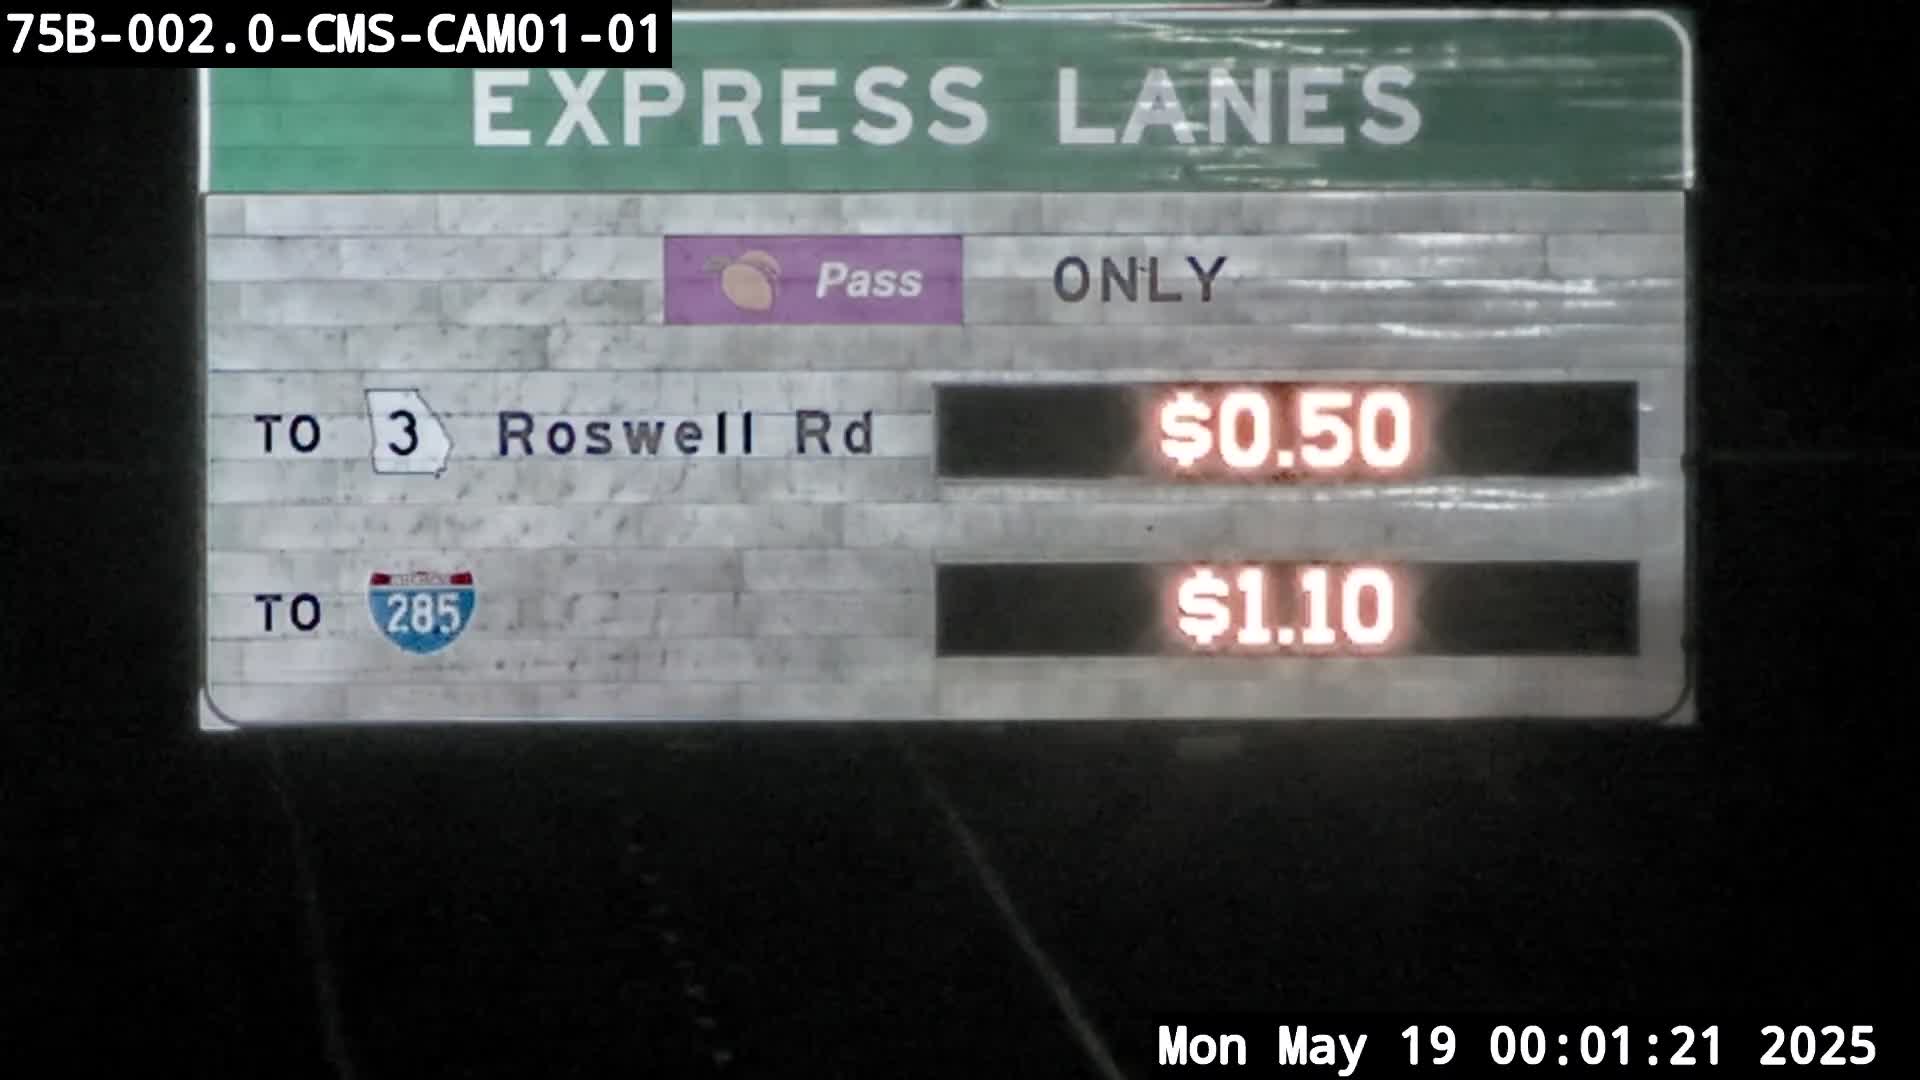 75B-002.0-CMS-CAM01-01
EXPRESS LANES
Pass ONLY
TO 3 Roswell Rd $0.50
TO 285 $1.10
Mon May 19 00:01:21 2025